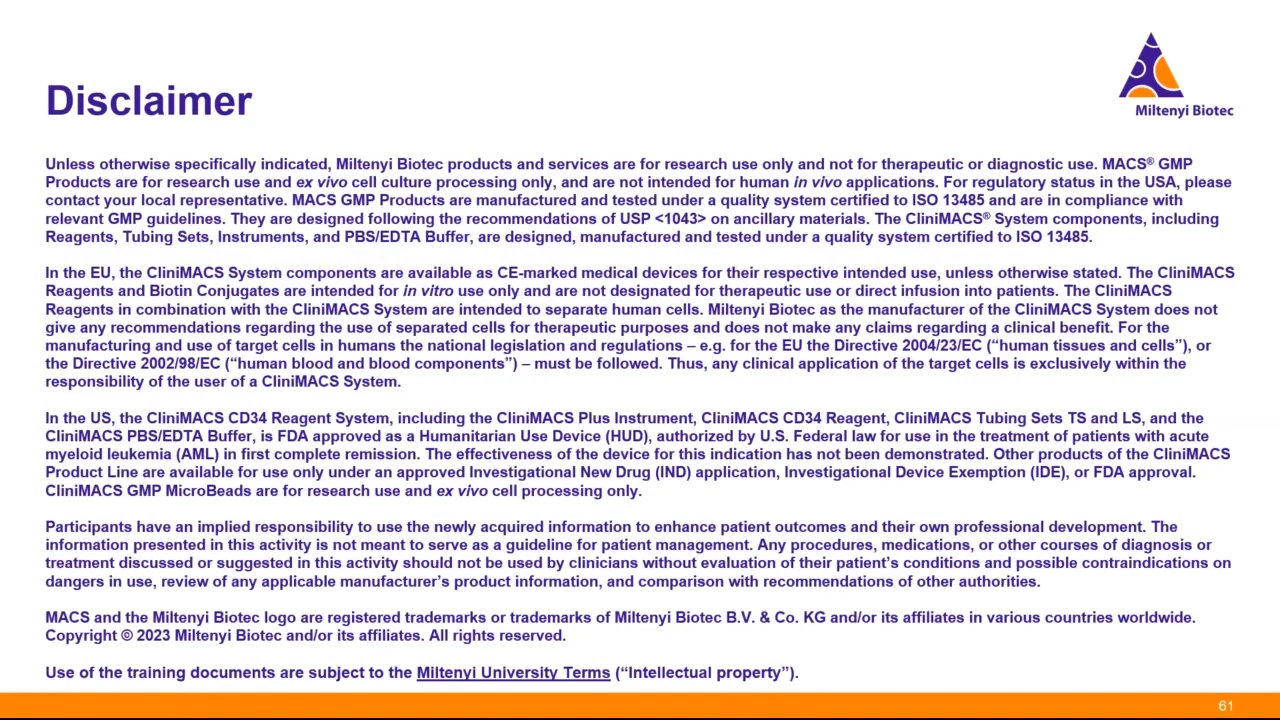 Disclaimer
Miltenyi Biotec
Unless otherwise specifically indicated, Miltenyi Biotec products and services are for research use only and not for therapeutic or diagnostic use. MACS® GMP
Products are for research use and ex vivo cell culture processing only, and are not intended for human in vivo applications. For regulatory status in the USA, please
contact your local representative. MACS GMP Products are manufactured and tested under a quality system certified to ISO 13485 and are in compliance with
relevant GMP guidelines. They are designed following the recommendations of USP <1043> on ancillary materials. The CliniMACS® System components, including
Reagents, Tubing Sets, Instruments, and PBS/EDTA Buffer, are designed, manufactured and tested under a quality system certified to ISO 13485.
In the EU, the CliniMACS System components are available as CE-marked medical devices for their respective intended use, unless otherwise stated. The CliniMACS
Reagents and Biotin Conjugates are intended for in vitro use only and are not designated for therapeutic use or direct infusion into patients. The CliniMACS
Reagents in combination with the CliniMACS System are intended to separate human cells. Miltenyi Biotec as the manufacturer of the CliniMACS System does not
give any recommendations regarding the use of separated cells for therapeutic purposes and does not make any claims regarding a clinical benefit. For the
manufacturing and use of target cells in humans the national legislation and regulations – e.g. for the EU the Directive 2004/23/EC (“human tissues and cells”), or
the Directive 2002/98/EC (“human blood and blood components”) – must be followed. Thus, any clinical application of the target cells is exclusively within the
responsibility of the user of a CliniMACS System.
In the US, the CliniMACS CD34 Reagent System, including the CliniMACS Plus Instrument, CliniMACS CD34 Reagent, CliniMACS Tubing Sets TS and LS, and the
CliniMACS PBS/EDTA Buffer, is FDA approved as a Humanitarian Use Device (HUD), authorized by U.S. Federal law for use in the treatment of patients with acute
myeloid leukemia (AML) in first complete remission. The effectiveness of the device for this indication has not been demonstrated. Other products of the CliniMACS
Product Line are available for use only under an approved Investigational New Drug (IND) application, Investigational Device Exemption (IDE), or FDA approval.
CliniMACS GMP MicroBeads are for research use and ex vivo cell processing only.
Participants have an implied responsibility to use the newly acquired information to enhance patient outcomes and their own professional development. The
information presented in this activity is not meant to serve as a guideline for patient management. Any procedures, medications, or other courses of diagnosis or
treatment discussed or suggested in this activity should not be used by clinicians without evaluation of their patient’s conditions and possible contraindications on
dangers in use, review of any applicable manufacturer’s product information, and comparison with recommendations of other authorities.
MACS and the Miltenyi Biotec logo are registered trademarks or trademarks of Miltenyi Biotec B.V. & Co. KG and/or its affiliates in various countries worldwide.
Copyright © 2023 Miltenyi Biotec and/or its affiliates. All rights reserved.
Use of the training documents are subject to the Miltenyi University Terms (“Intellectual property”).
61